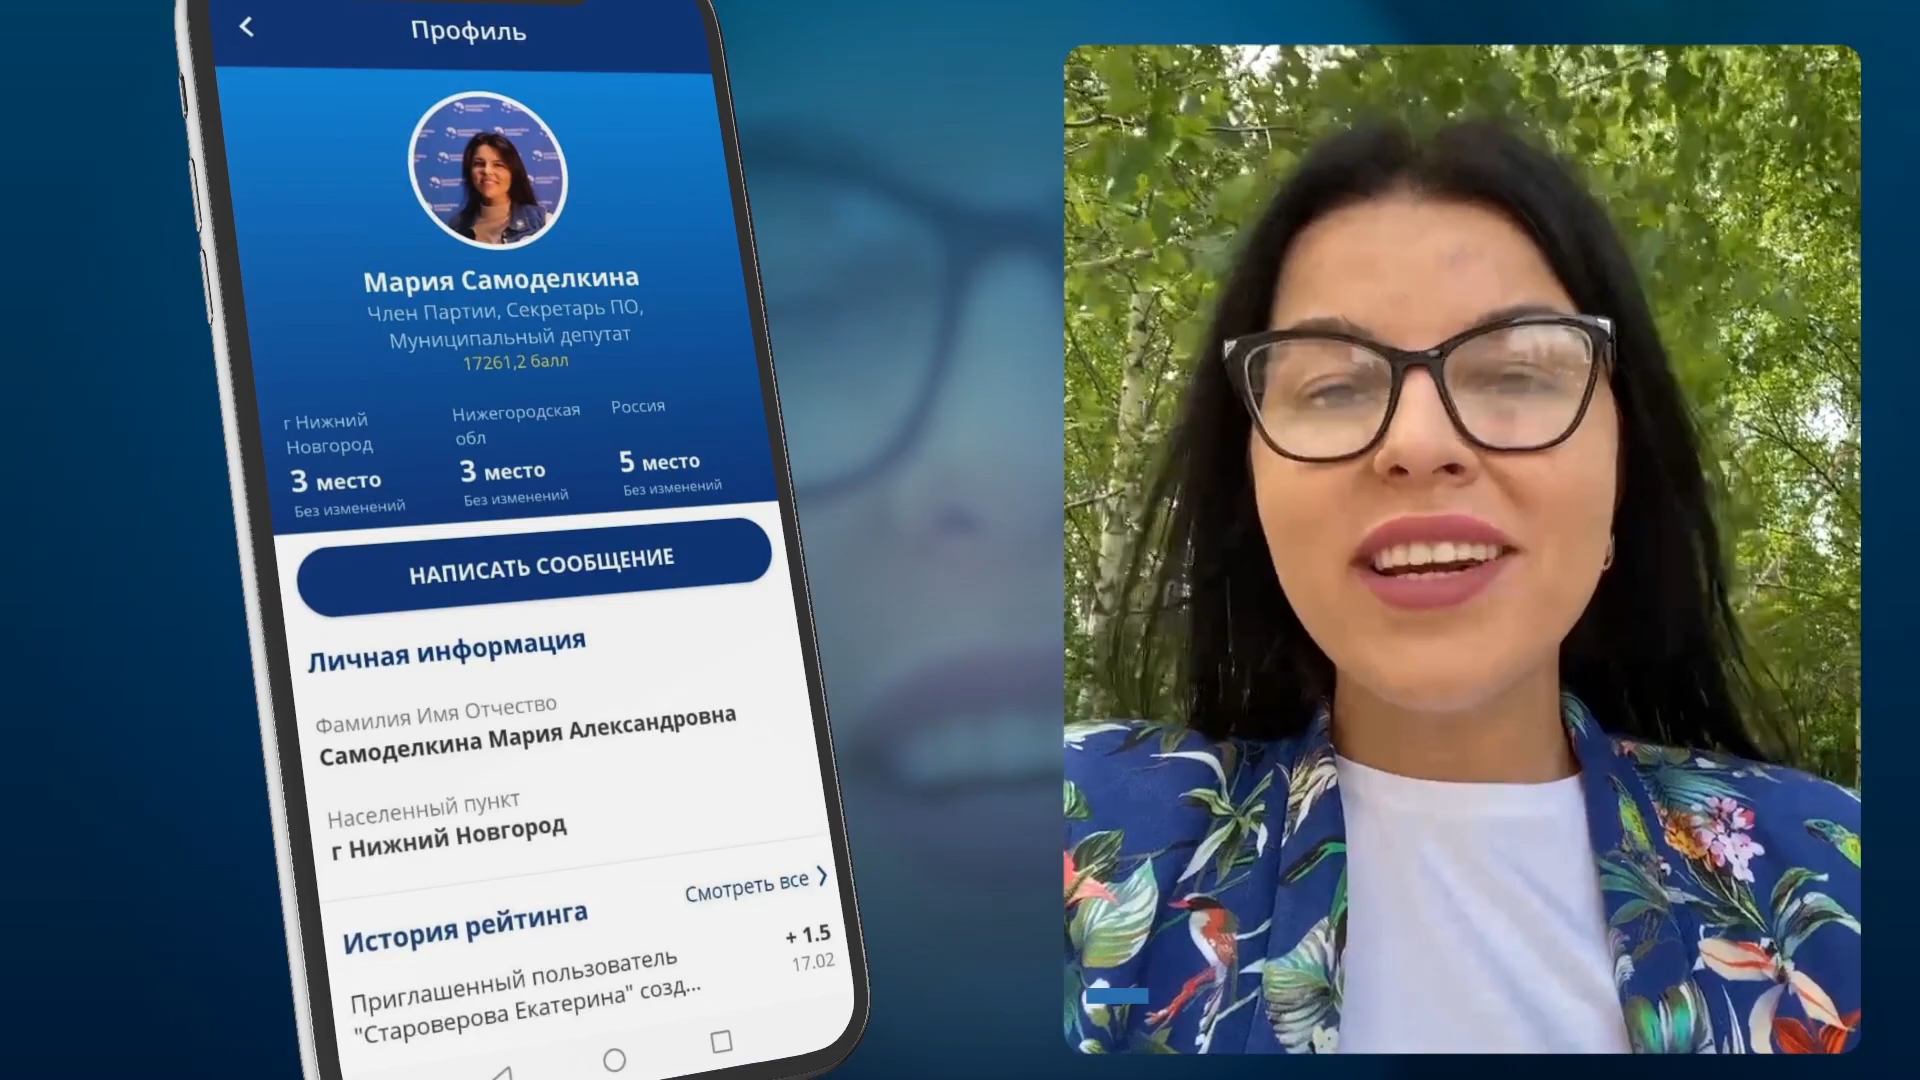 Профиль
Мария Самоделкина
Член Партии, Секретарь ПО,
Муниципальный депутат
17261,2 балл
г Нижний
Новгород
3 место
Без изменений
Нижегородская
обл
3 место
Без изменений
Россия
5 место
Без изменений
НАПИСАТЬ СООБЩЕНИЕ
Личная информация
Фамилия Имя Отчество
Самоделкина Мария Александровна
Населенный пункт
г Нижний Новгород
История рейтинга
Смотреть все
Приглашенный пользователь
"Староверова Екатерина" созд...
+ 1.5
17.02